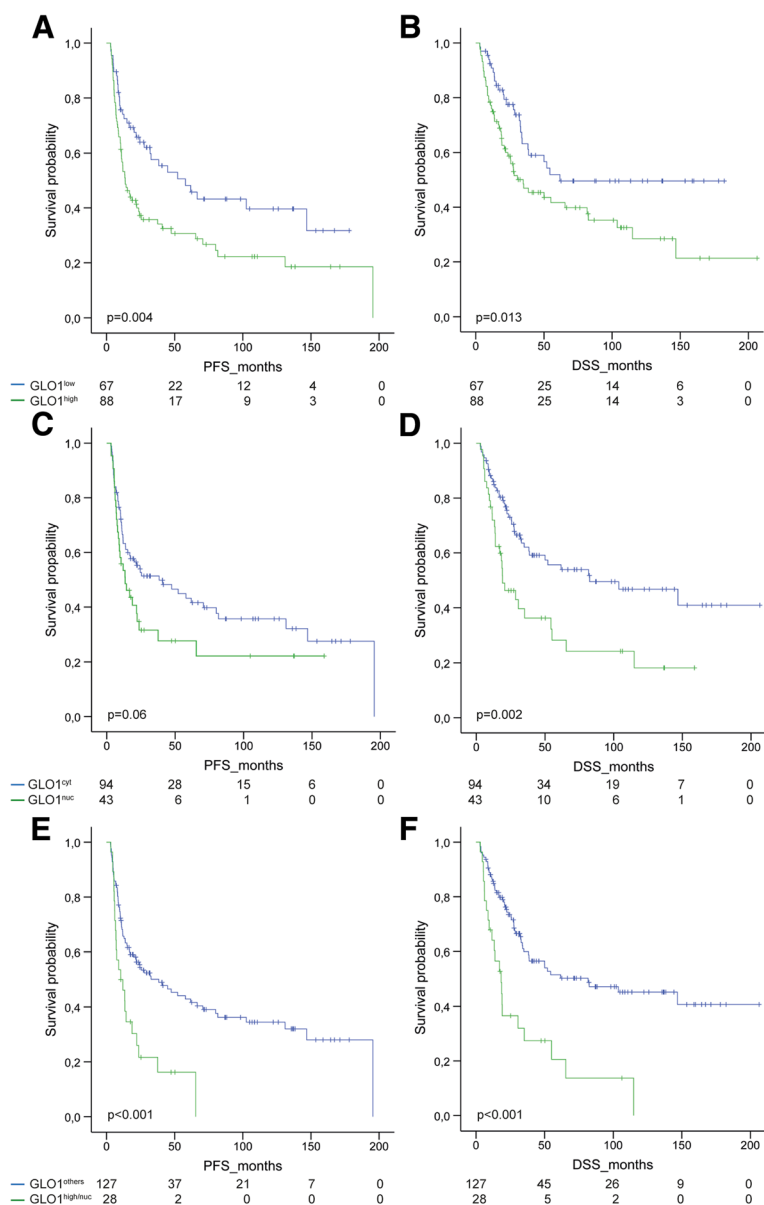 A
1,0
0,8
0,6
0,4
0,2
0,0
Survival probability
p=0.004
0 50 100 150 200
PFS_months
GLO1low 67 22 12 4 0
GLO1high 88 17 9 3 0
B
1,0
0,8
0,6
0,4
0,2
0,0
Survival probability
p=0.013
0 50 100 150 200
DSS_months
67 25 14 6 0
88 25 14 3 0
C
1,0
0,8
0,6
0,4
0,2
0,0
Survival propability
p=0.06
0 50 100 150 200
PFS_months
GLO1cyt 94 28 15 6 0
GLO1nuc 43 6 1 0 0
D
1,0
0,8
0,6
0,4
0,2
0,0
Survival probability
p=0.002
0 50 100 150 200
DSS_months
94 34 19 7 0
43 10 6 1 0
E
1,0
0,8
0,6
0,4
0,2
0,0
Survival probability
p<0.001
0 50 100 150 200
PFS_months
GLO1others 127 37 21 7 0
GLO1high/nuc 28 2 0 0 0
F
1,0
0,8
0,6
0,4
0,2
0,0
Survival probability
p<0.001
0 50 100 150 200
DSS_months
127 45 26 9 0
28 5 2 0 0